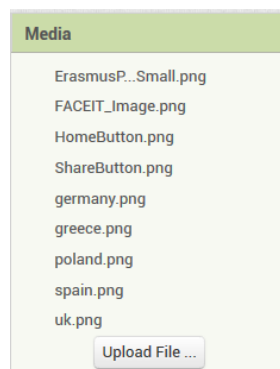 Media
ErasmusP...Small.png
FACEIT_Image.png
HomeButton.png
ShareButton.png
germany.png
greece.png
poland.png
spain.png
uk.png
Upload File ...